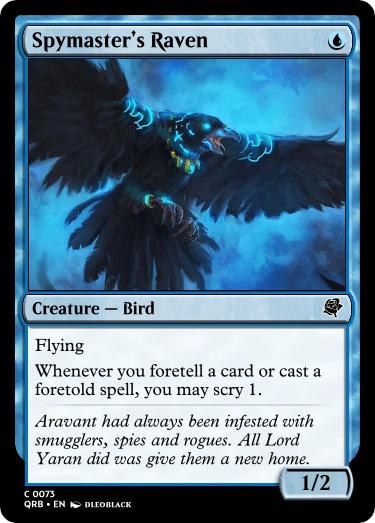 Spymaster's Raven
Creature — Bird
Flying
Whenever you foretell a card or cast a
foretold spell, you may scry 1.
Aravant had always been infested with
smugglers, spies and rogues. All Lord
Yaran did was give them a new home.
1/2
C 0073
QRB • EN DLEOBLACK